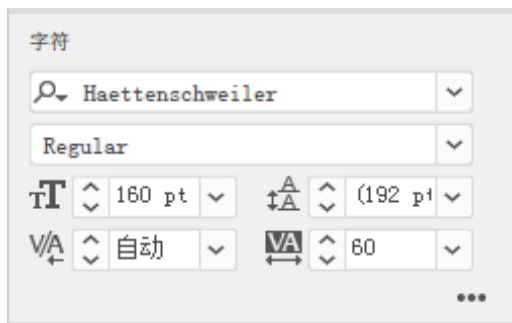 字符
Haettenschweiler
Regular
160 pt (192 pt
自动 60